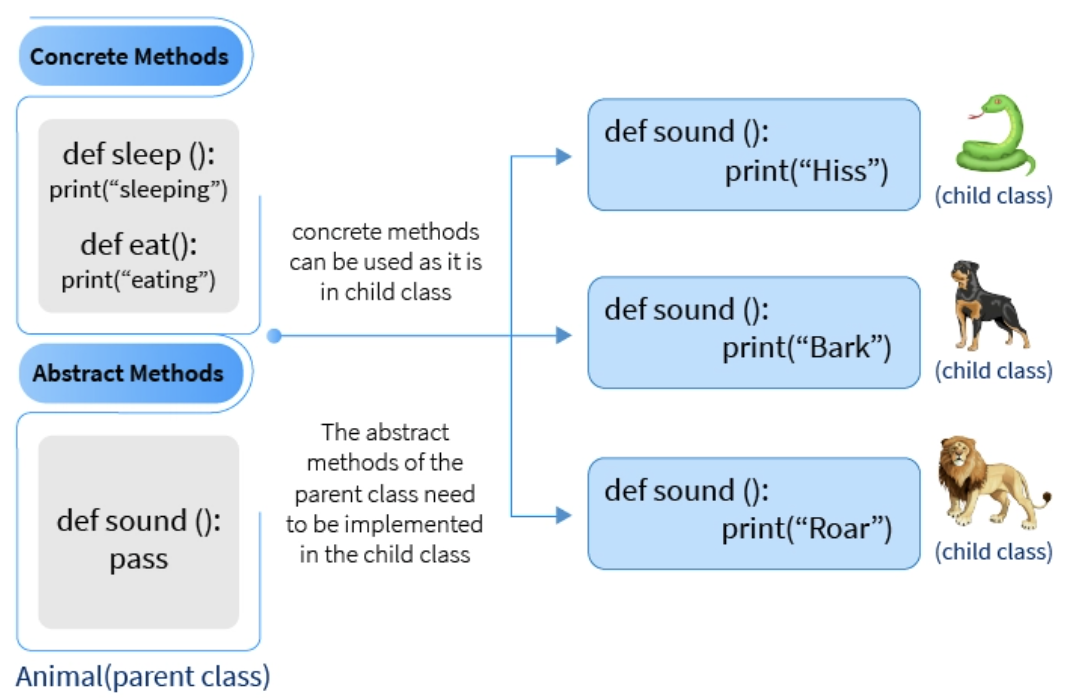 Concrete Methods
def sleep ():
print(“sleeping”)
def eat():
print(“eating”)
Abstract Methods
def sound ():
pass
Animal(parent class)
concrete methods
can be used as it is
in child class
The abstract
methods of the
parent class need
to be implemented
in the child class
def sound ():
print(“Hiss”)
(child class)
def sound ():
print(“Bark”)
(child class)
def sound ():
print(“Roar”)
(child class)